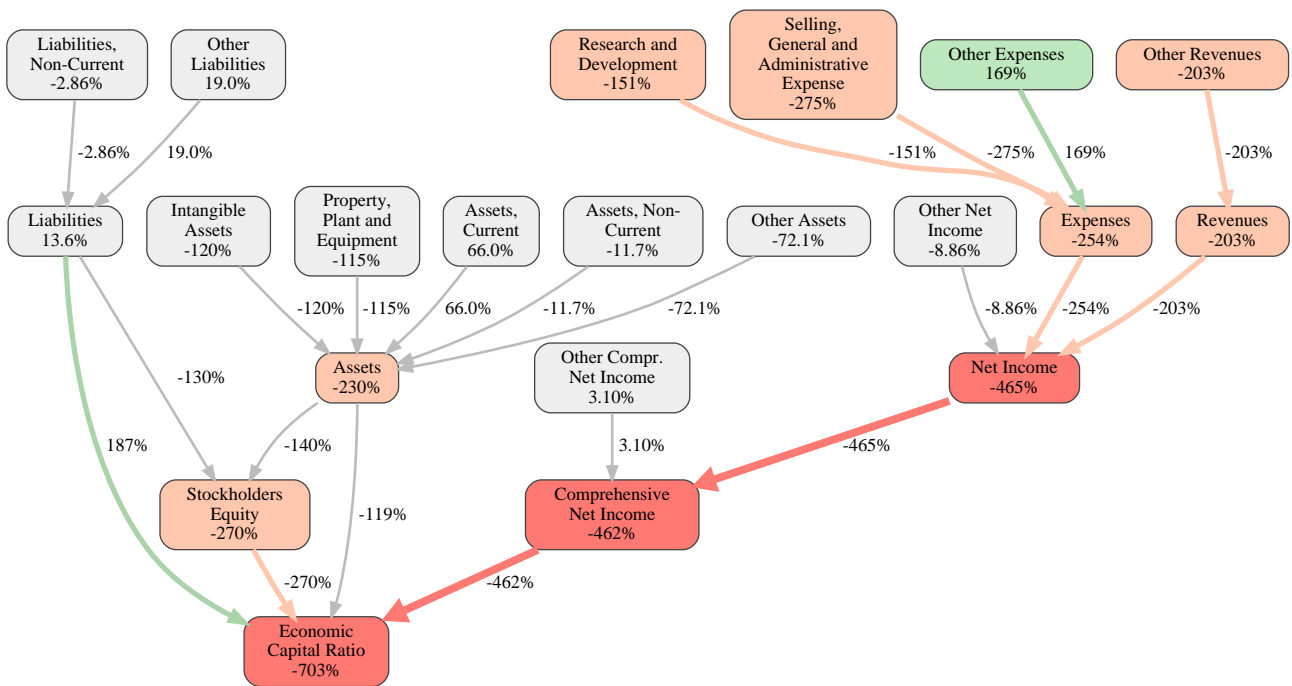 Liabilities,
Non-Current
-2.86%
Other
Liabilities
19.0%
Research and
Development
-151%
Selling,
General and
Administrative
Expense
-275%
Other Expenses
169%
Other Revenues
-203%
-2.86%
19.0%
-151%
-275%
169%
-203%
Liabilities
13.6%
Intangible
Assets
-120%
Property,
Plant and
Equipment
-115%
Assets,
Current
66.0%
Assets, Non-
Current
-11.7%
Other Assets
-72.1%
Other Net
Income
-8.86%
Expenses
-254%
Revenues
-203%
-120%
-115%
66.0%
-11.7%
-72.1%
-8.86%
-254%
-203%
-130%
Assets
-230%
Other Compr.
Net Income
3.10%
Net Income
-465%
187%
-140%
3.10%
-465%
Stockholders
Equity
-270%
-119%
Comprehensive
Net Income
-462%
-270%
-462%
Economic
Capital Ratio
-703%